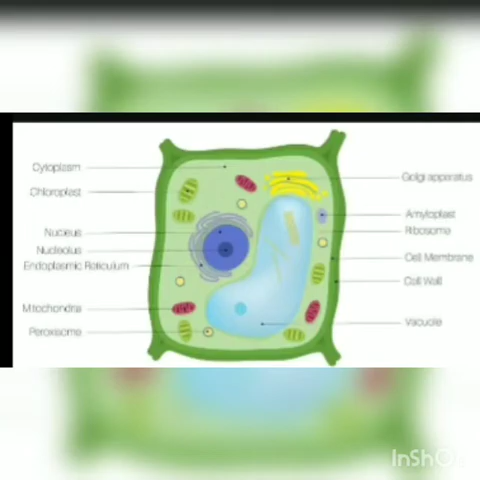 Cytoplasm
Chloroplast
Nucleus
Nucleolus
Endoplasmic Reticulum
Mitochondria
Peroxisome
Golgi apparatus
Amyloplast
Ribosome
Cell Membrane
Cell Wall
Vacuole
InShO